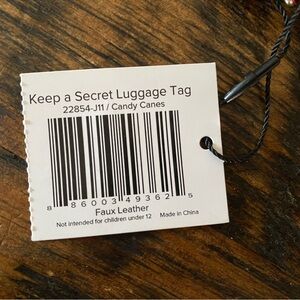 Keep a Secret Luggage Tag
22854-J11 / Candy Canes
8 86003 49362 5
Faux Leather
Not intended for children under 12 Made in China